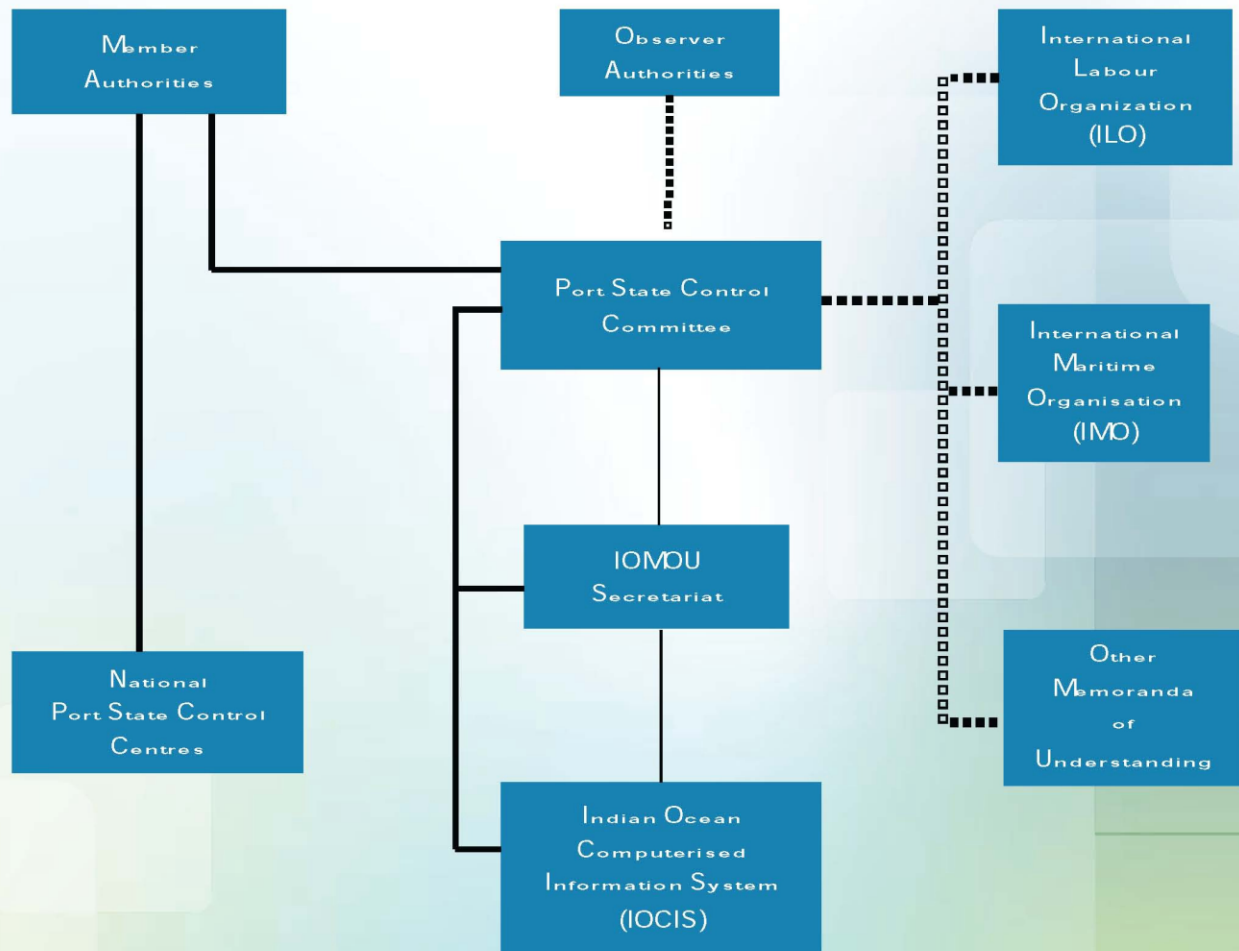 Member
Authorities
Observer
Authorities
International
Labour
Organization
(ILO)
Port State Control
Committee
International
Maritime
Organisation
(IMO)
IOMOU
Secretariat
National
Port State Control
Centres
Other
Memoranda
of
Understanding
Indian Ocean
Computerised
Information System
(IOCIS)